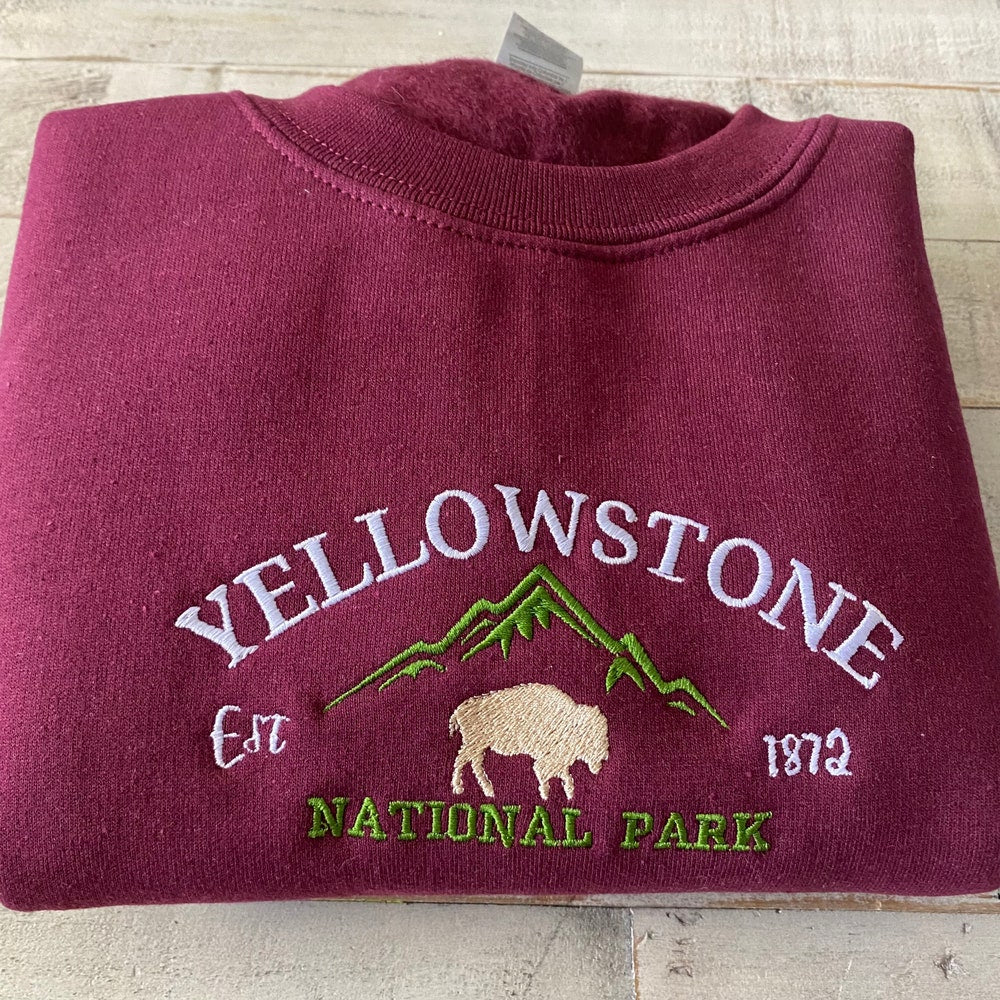 YELLOWSTONE
Est 1872
NATIONAL PARK